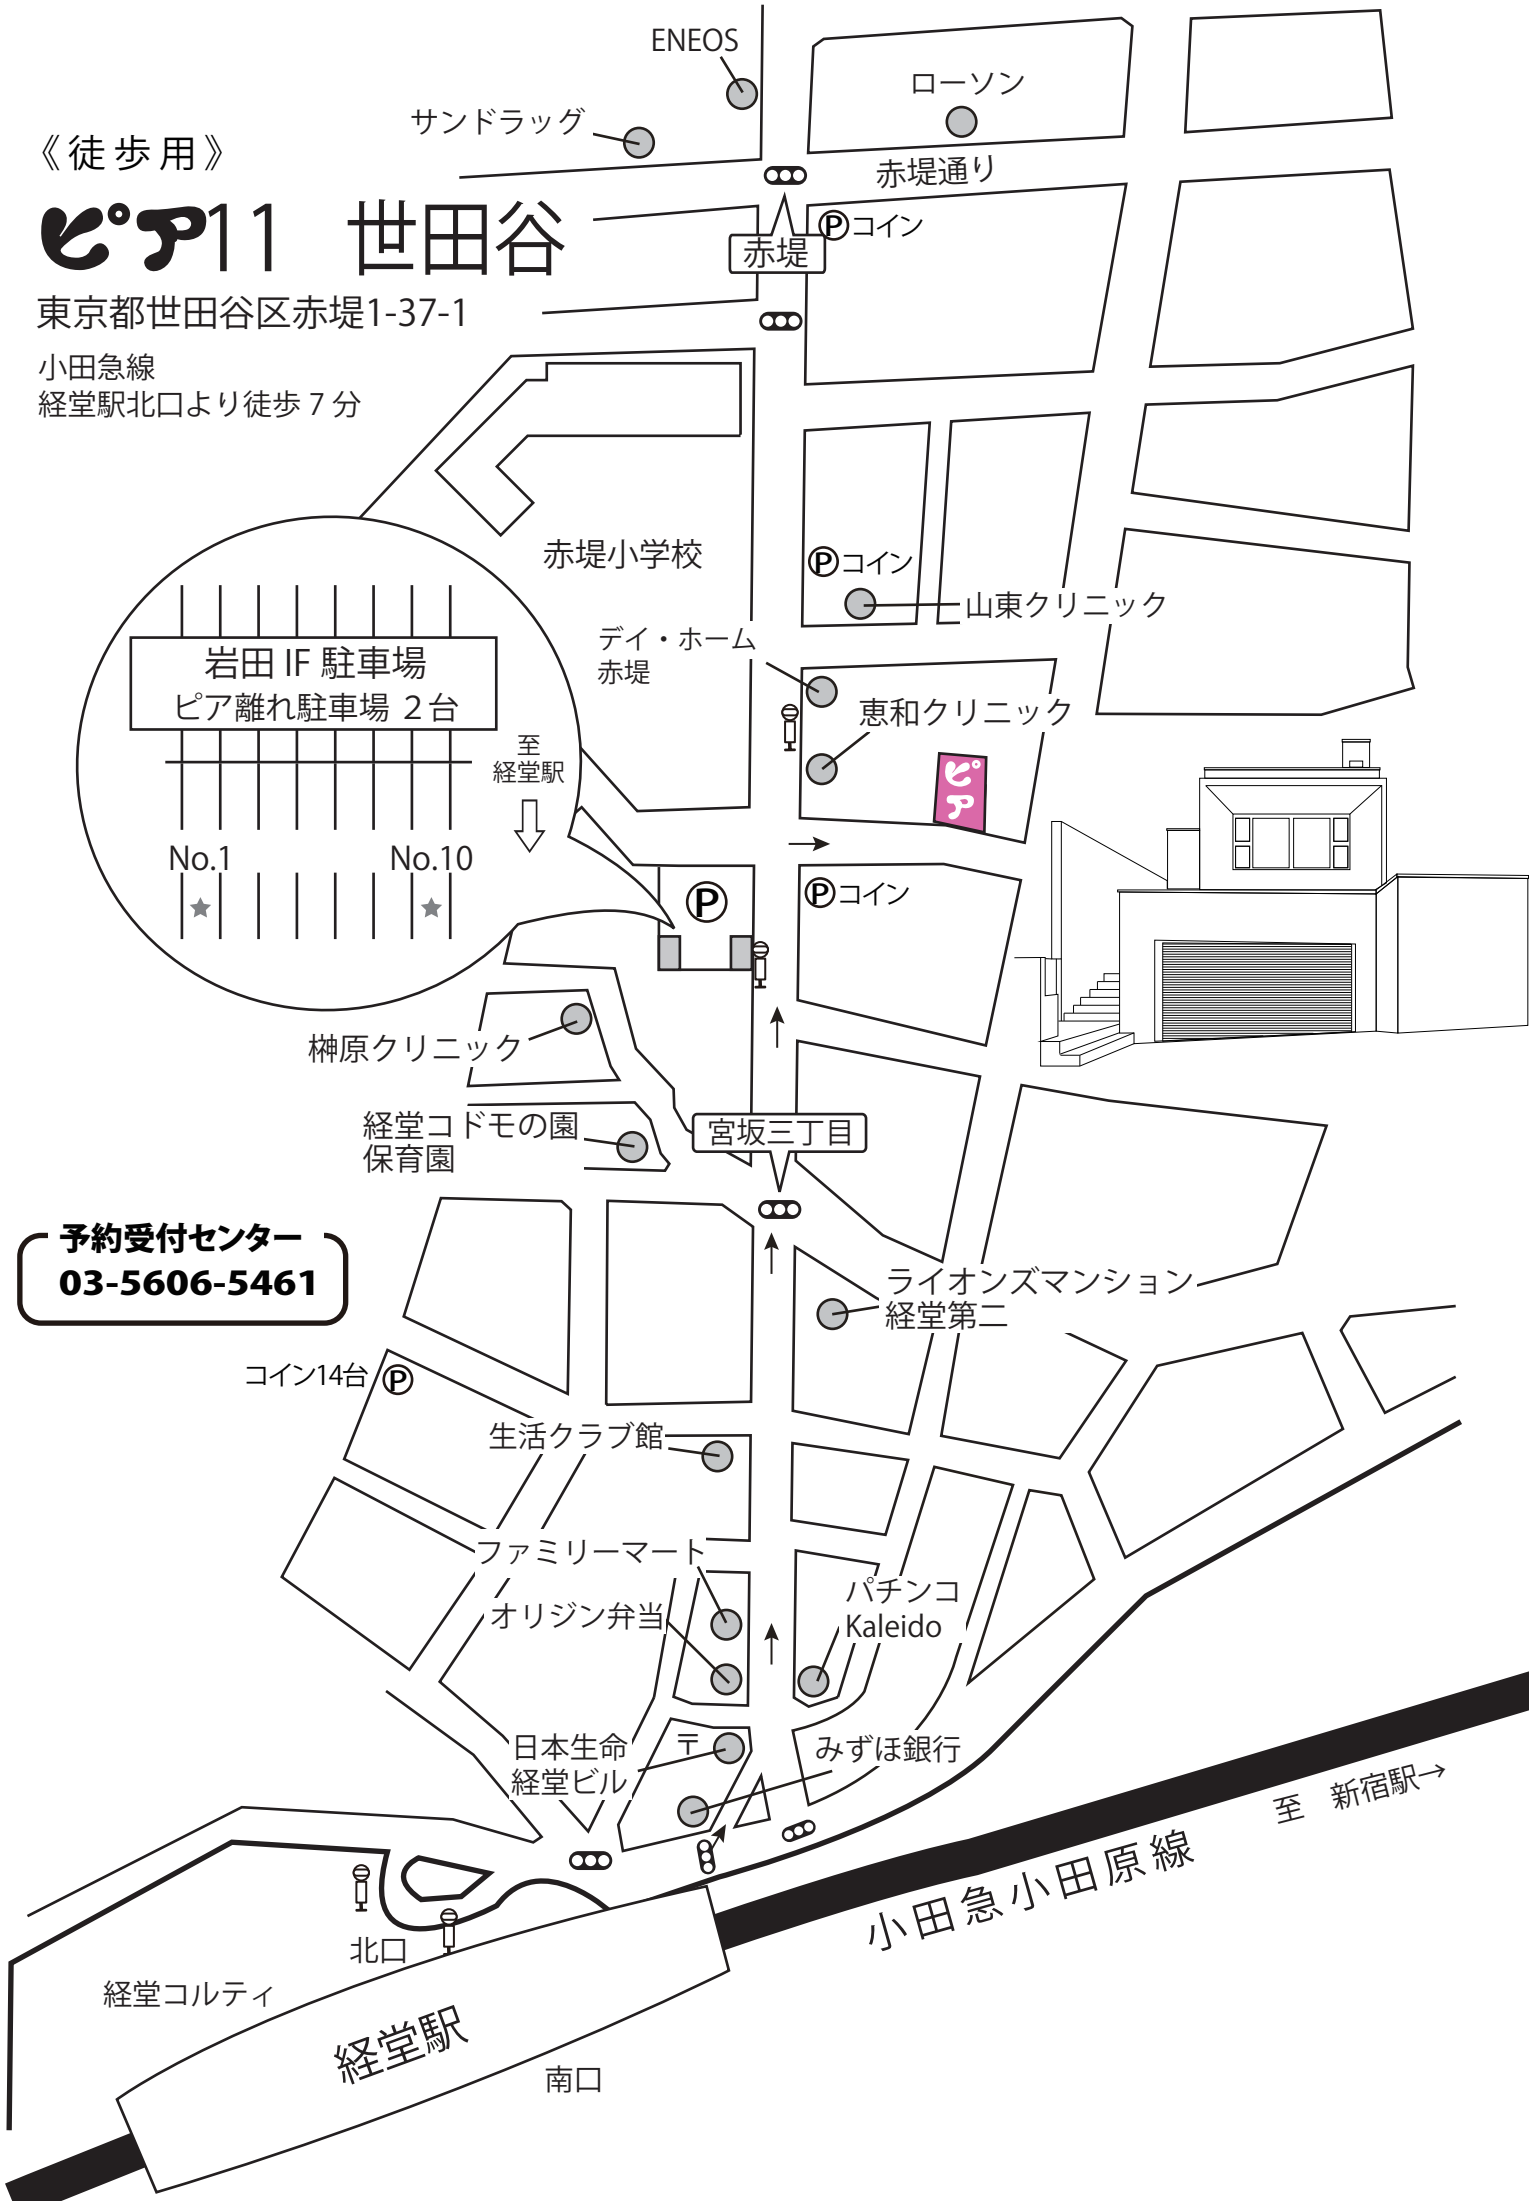 《徒歩用》
ピア11 世田谷
東京都世田谷区赤堤1-37-1
小田急線
経堂駅北口より徒歩７分
ENEOS
サンドラッグ
ローソン
赤堤通り
Ⓟコイン
赤堤
赤堤小学校
Ⓟコイン
山東クリニック
デイ・ホーム
赤堤
恵和クリニック
ピア
岩田 IF 駐車場
ピア離れ駐車場 ２台
至
経堂駅
No.1
No.10
Ⓟ
Ⓟコイン
榊原クリニック
経堂コドモの園
保育園
宮坂三丁目
予約受付センター
03-5606-5461
ライオンズマンション
経堂第二
コイン14台 Ⓟ
生活クラブ館
ファミリーマート
オリジン弁当
パチンコ
Kaleido
日本生命
経堂ビル
〒
みずほ銀行
至 新宿駅→
小田急小田原線
北口
経堂コルティ
経堂駅
南口